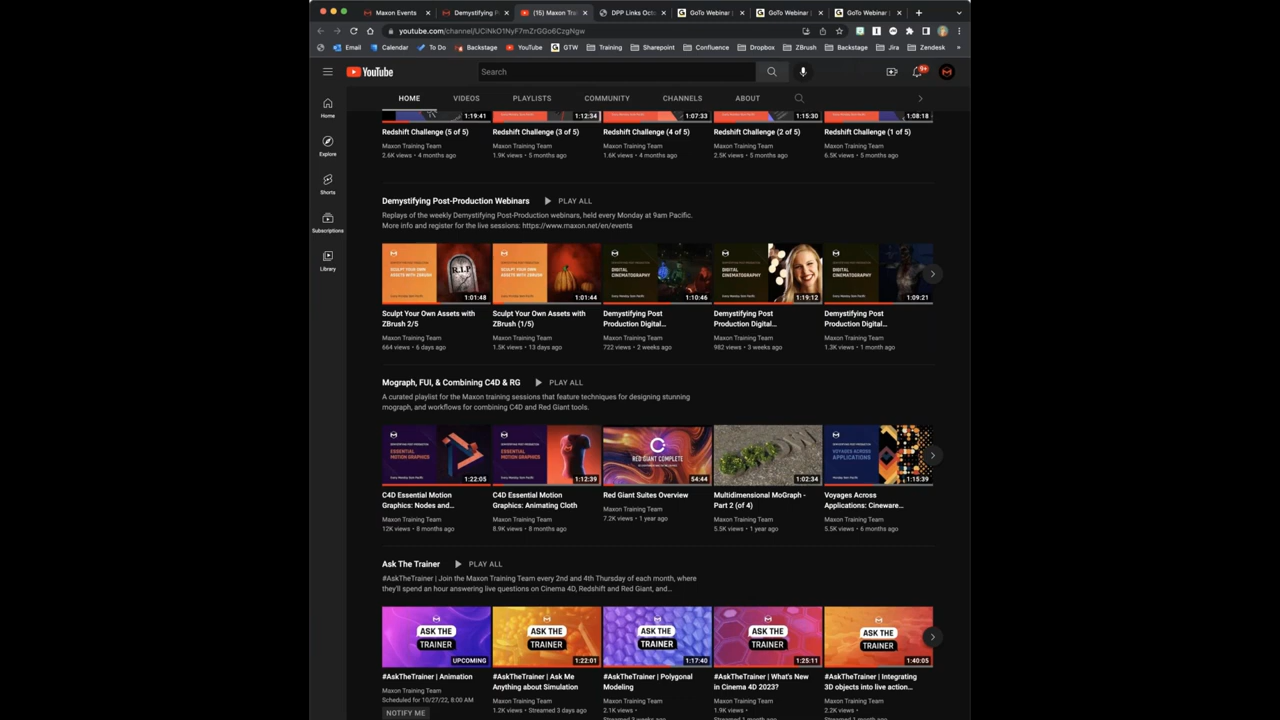 Maxon Events
Demystifying P
(15) Maxon Tra
DPP Links Octo
GoTo Webinar
GoTo Webinar
GoTo Webinar
youtube.com/channel/UCiNkO1NyF7mZrGGo6CzgNgw
Email
Calendar
To Do
Backstage
YouTube
GTW
Training
Sharepoint
Confluence
Dropbox
ZBrush
Backstage
Jira
Zendesk
YouTube
Search
9+
HOME VIDEOS PLAYLISTS COMMUNITY CHANNELS ABOUT
Home
Explore
Shorts
Subscriptions
Library
1:19:41
1:12:34
1:07:33
1:15:30
1:08:18
Redshift Challenge (5 of 5)
Maxon Training Team
2.6K views • 4 months ago
Redshift Challenge (3 of 5)
Maxon Training Team
1.9K views • 5 months ago
Redshift Challenge (4 of 5)
Maxon Training Team
1.6K views • 4 months ago
Redshift Challenge (2 of 5)
Maxon Training Team
2.5K views • 5 months ago
Redshift Challenge (1 of 5)
Maxon Training Team
6.5K views • 5 months ago
Demystifying Post-Production Webinars PLAY ALL
Replays of the weekly Demystifying Post-Production webinars, held every Monday at 9am Pacific.
More info and register for the live sessions: https://www.maxon.net/en/events
SCULPT YOUR OWN
ASSETS WITH ZBRUSH
R.I.P
1:01:48
Sculpt Your Own Assets with
ZBrush 2/5
Maxon Training Team
664 views • 6 days ago
SCULPT YOUR OWN
ASSETS WITH ZBRUSH
1:01:44
Sculpt Your Own Assets with
ZBrush (1/5)
Maxon Training Team
1.5K views • 13 days ago
DIGITAL
CINEMATOGRAPHY
1:10:46
Demystifying Post
Production Digital...
Maxon Training Team
722 views • 2 weeks ago
DIGITAL
CINEMATOGRAPHY
1:19:12
Demystifying Post
Production Digital...
Maxon Training Team
982 views • 3 weeks ago
DIGITAL
CINEMATOGRAPHY
1:09:21
Demystifying Post
Production Digital...
Maxon Training Team
1.3K views • 1 month ago
Mograph, FUI, & Combining C4D & RG PLAY ALL
A curated playlist for the Maxon training sessions that feature techniques for designing stunning
mograph, and workflows for combining C4D and Red Giant tools.
ESSENTIAL
MOTION GRAPHICS
1:22:05
C4D Essential Motion
Graphics: Nodes and...
Maxon Training Team
12K views • 8 months ago
ESSENTIAL
MOTION GRAPHICS
1:12:39
C4D Essential Motion
Graphics: Animating Cloth
Maxon Training Team
8.9K views • 8 months ago
RED GIANT COMPLETE
54:44
Red Giant Suites Overview
Maxon Training Team
7.2K views • 1 year ago
1:02:34
Multidimensional MoGraph -
Part 2 (of 4)
Maxon Training Team
5.5K views • 1 year ago
VOYAGES ACROSS
APPLICATIONS
1:15:39
Voyages Across
Applications: Cineware...
Maxon Training Team
5.5K views • 6 months ago
Ask The Trainer PLAY ALL
#AskTheTrainer | Join the Maxon Training Team every 2nd and 4th Thursday of each month, where
they'll spend an hour answering live questions on Cinema 4D, Redshift and Red Giant, and...
ASK THE
TRAINER
UPCOMING
#AskTheTrainer | Animation
Maxon Training Team
Scheduled for 10/27/22, 8:00 AM
NOTIFY ME
ASK THE
TRAINER
1:22:01
#AskTheTrainer | Ask Me
Anything about Simulation
Maxon Training Team
1.2K views • Streamed 3 days ago
ASK THE
TRAINER
1:17:40
#AskTheTrainer | Polygonal
Modeling
Maxon Training Team
2.1K views •
ASK THE
TRAINER
1:25:11
#AskTheTrainer | What's New
in Cinema 4D 2023?
Maxon Training Team
1.9K views •
ASK THE
TRAINER
1:40:05
#AskTheTrainer | Integrating
3D objects into live action...
Maxon Training Team
2.2K views •